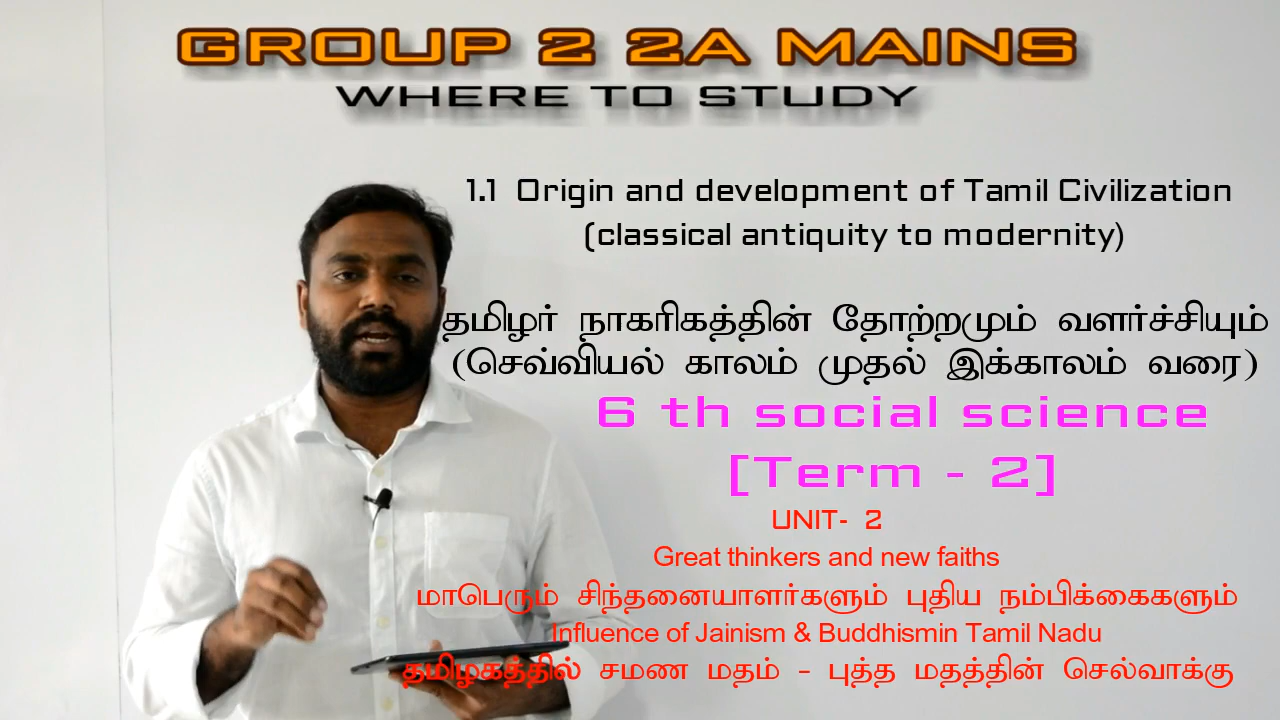 GROUP 2 2A MAINS
WHERE TO STUDY
1.1 Origin and development of Tamil Civilization
(classical antiquity to modernity)
தமிழர் நாகரிகத்தின் தோற்றமும் வளர்ச்சியும்
(செவ்வியல் காலம் முதல் இக்காலம் வரை)
6 th social science
[Term - 2]
UNIT- 2
Great thinkers and new faiths
மாபெரும் சிந்தனையாளர்களும் புதிய நம்பிக்கைகளும்
Influence of Jainism & Buddhismin Tamil Nadu
தமிழகத்தில் சமண மதம் - புத்த மதத்தின் செல்வாக்கு